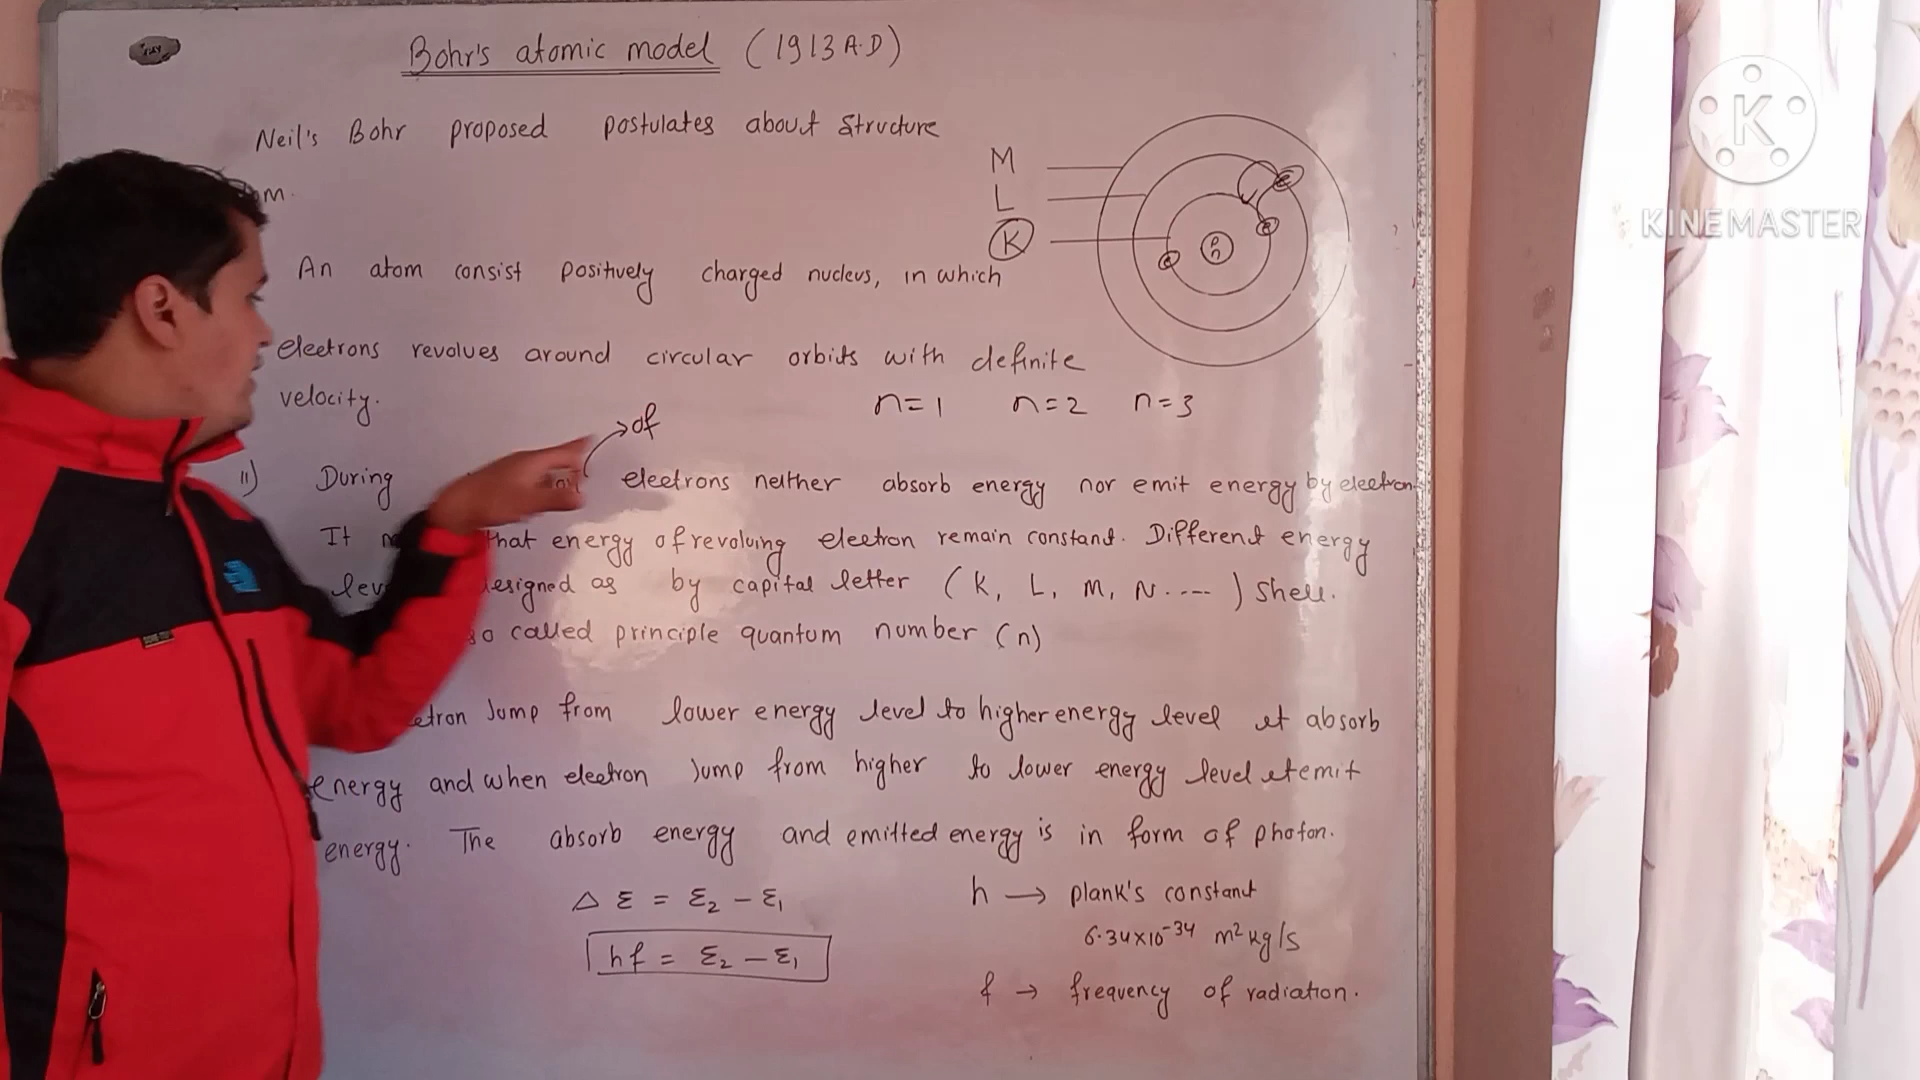 Bohr's atomic model (1913 A.D)
Neil's Bohr proposed postulates about structure
An atom consist positively charged nucleus, in which
electrons revolves around circular orbits with definite
velocity.
n=1 n=2 n=3
of
II) During electrons neither absorb energy nor emit energy by electron.
It that energy of revolving electron remain constant. Different energy
by capital letter (K, L, M, N.---) shell.
called principle quantum number (n)
Jump from lower energy level to higher energy level it absorb
energy and when electron Jump from higher to lower energy level it emit
energy. The absorb energy and emitted energy is in form of photon.
Δ E = E₂ - E₁
hf = E₂ - E₁
h → plank's constant
6.34x10⁻³⁴ m² kg/s
f → frequency of radiation.
M
L
K
e
e
e
P
n
K
KINEMASTER